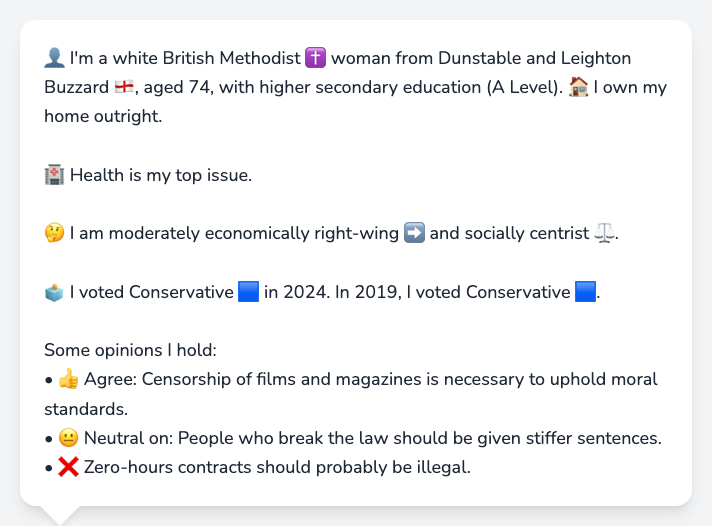 👤 I'm a white British Methodist ✝️ woman from Dunstable and Leighton
Buzzard 🏴󠁧󠁢󠁥󠁮󠁧󠁿, aged 74, with higher secondary education (A Level). 🏠 I own my
home outright.
🏥 Health is my top issue.
🤔 I am moderately economically right-wing ➡️ and socially centrist ⚖️.
🗳️ I voted Conservative 🟦 in 2024. In 2019, I voted Conservative 🟦.
Some opinions I hold:
• 👍 Agree: Censorship of films and magazines is necessary to uphold moral
standards.
• 😐 Neutral on: People who break the law should be given stiffer sentences.
• ❌ Zero-hours contracts should probably be illegal.